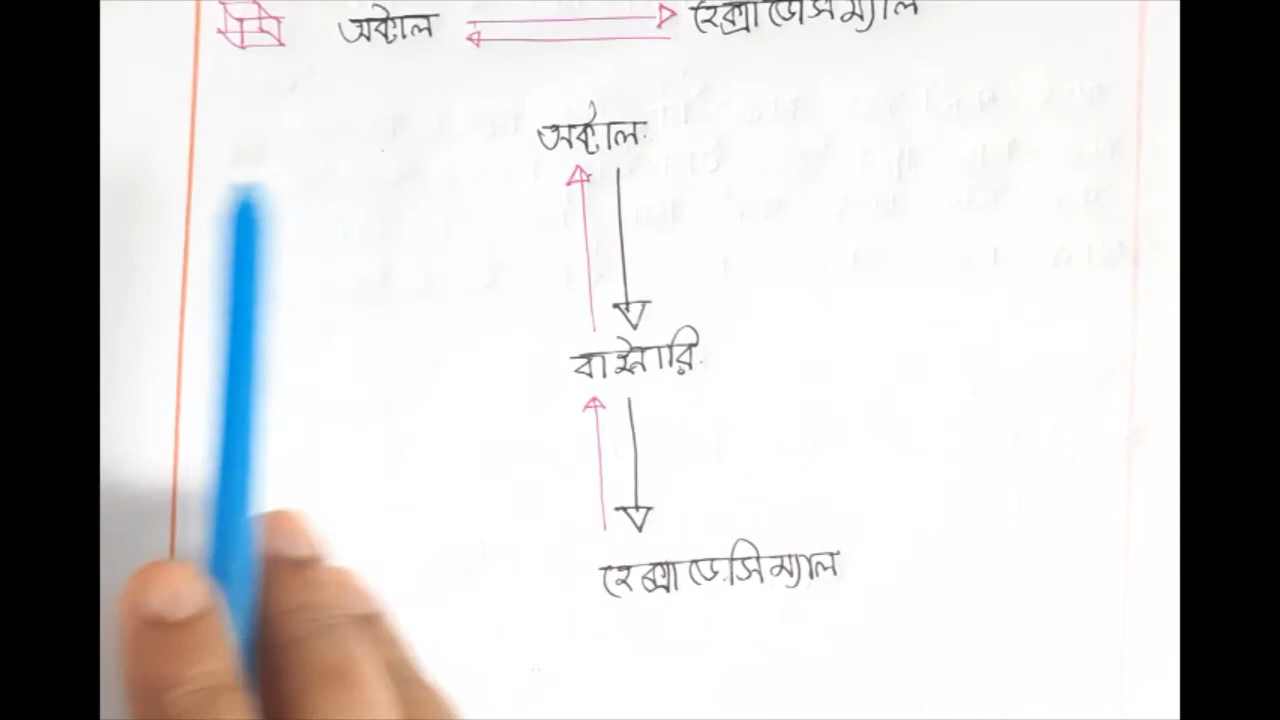 অক্টাল হেক্সাডেসিম্যাল
অক্টাল
বাইনারি
হেক্সাডেসিম্যাল